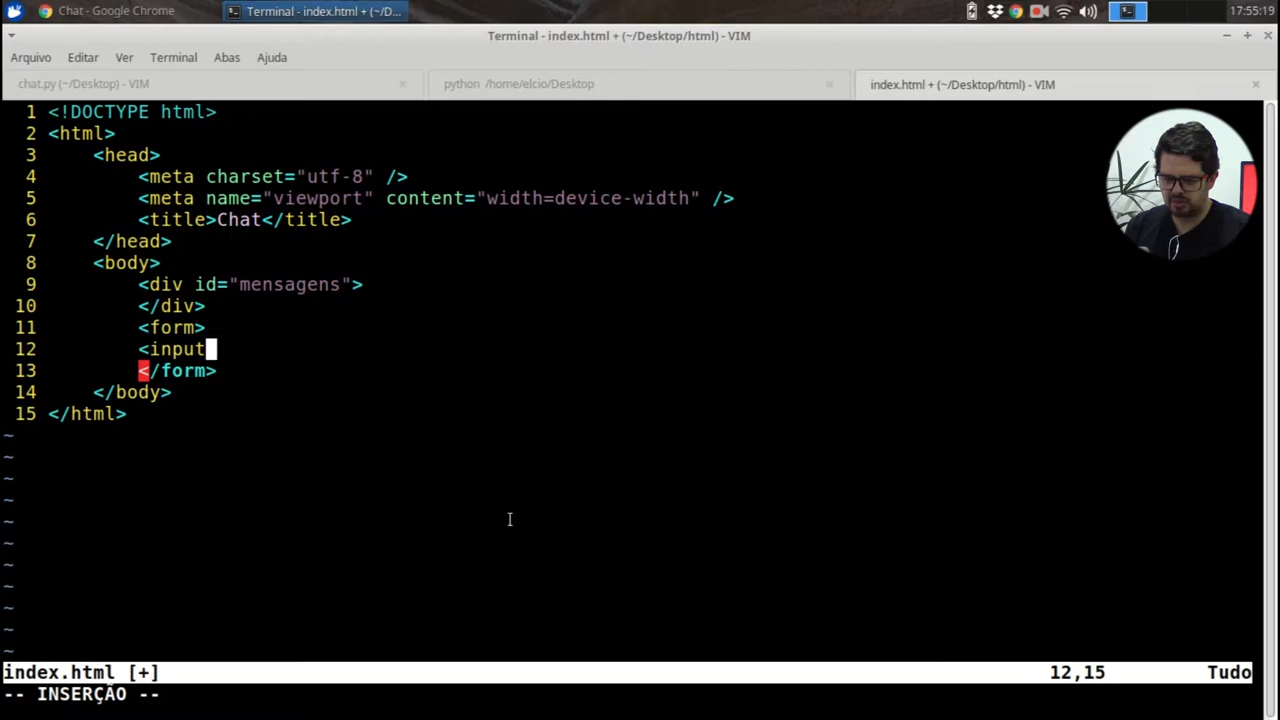 Chat - Google Chrome
Terminal - index.html + (~/D...
17:55:19
Terminal - index.html + (~/Desktop/html) - VIM
Arquivo Editar Ver Terminal Abas Ajuda
chat.py (~/Desktop) - VIM
python /home/elcio/Desktop
index.html + (~/Desktop/html) - VIM
1 <!DOCTYPE html>
2 <html>
3     <head>
4         <meta charset="utf-8" />
5         <meta name="viewport" content="width=device-width" />
6         <title>Chat</title>
7     </head>
8     <body>
9         <div id="mensagens">
10         </div>
11         <form>
12         <input
13         </form>
14     </body>
15 </html>
~
~
~
~
~
~
~
~
~
~
~
index.html [+] 12,15 Tudo
-- INSERÇÃO --